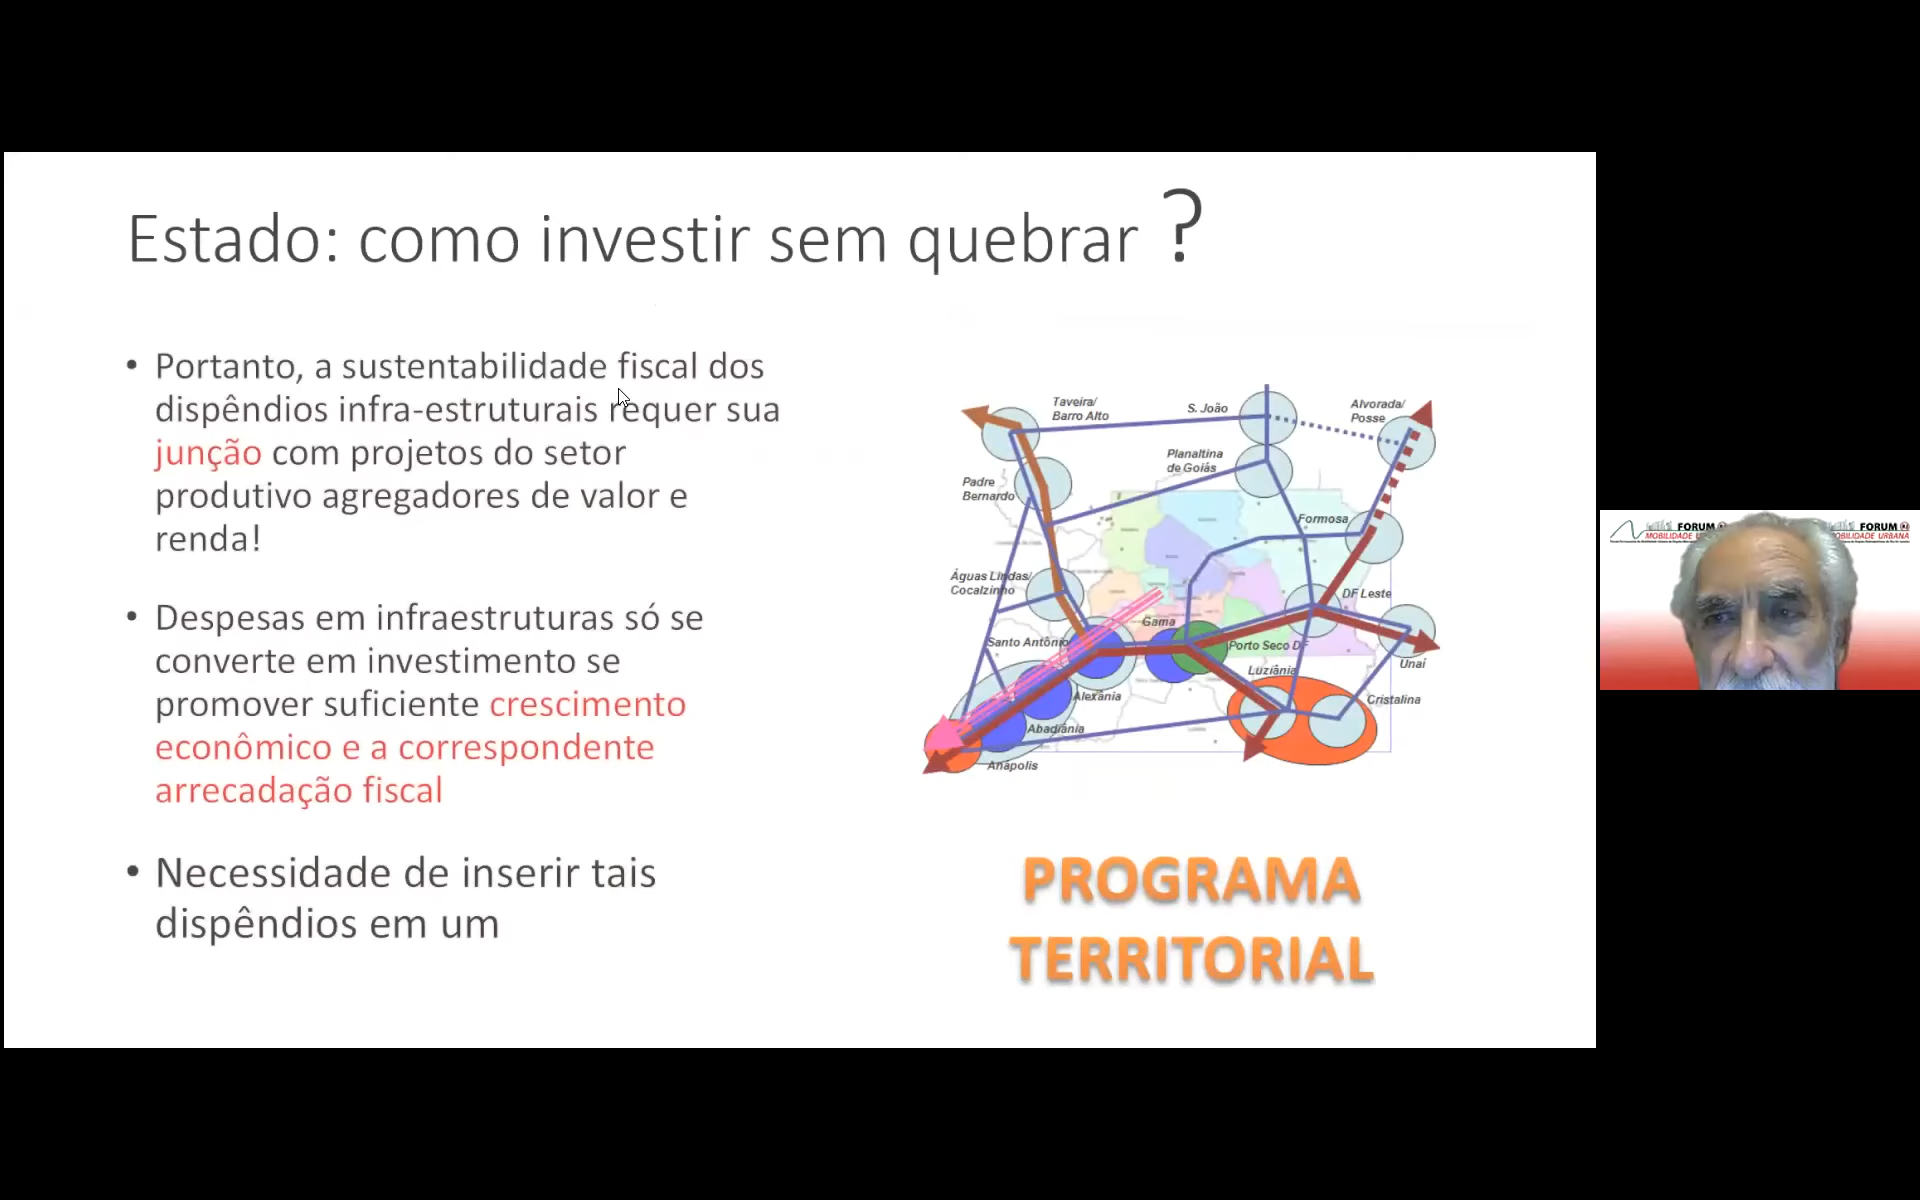 Estado: como investir sem quebrar ?
• Portanto, a sustentabilidade fiscal dos
dispêndios infra-estruturais requer sua
junção com projetos do setor
produtivo agregadores de valor e
renda!
• Despesas em infraestruturas só se
converte em investimento se
promover suficiente crescimento
econômico e a correspondente
arrecadação fiscal
• Necessidade de inserir tais
dispêndios em um
Taveira/
Barro Alto
S. João
Alvorada/
Posse
Planaltina
de Goiás
Padre
Bernardo
Formosa
Águas Lindas/
Cocalzinho
DF Leste
Gama
Santo Antônio
Porto Seco DF
Luziânia
Unaí
Alexânia
Cristalina
Abadiânia
Anápolis
PROGRAMA
TERRITORIAL
FORUM
MOBILIDADE U
FORUM
OBILIDADE URBANA